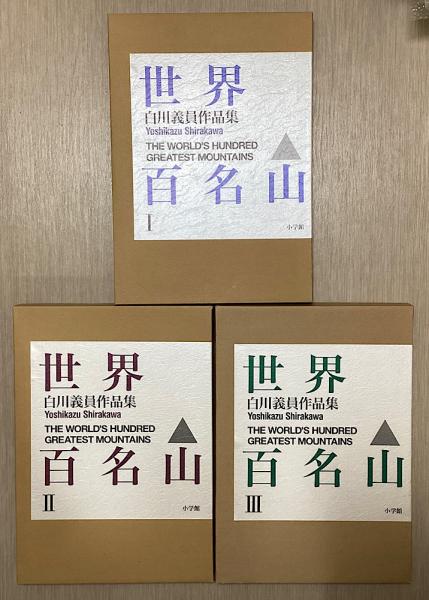 世界
白川義員作品集
Yoshikazu Shirakawa
THE WORLD'S HUNDRED
GREATEST MOUNTAINS
百名山
I
小学館
世界
白川義員作品集
Yoshikazu Shirakawa
THE WORLD'S HUNDRED
GREATEST MOUNTAINS
百名山
II
小学館
世界
白川義員作品集
Yoshikazu Shirakawa
THE WORLD'S HUNDRED
GREATEST MOUNTAINS
百名山
III
小学館